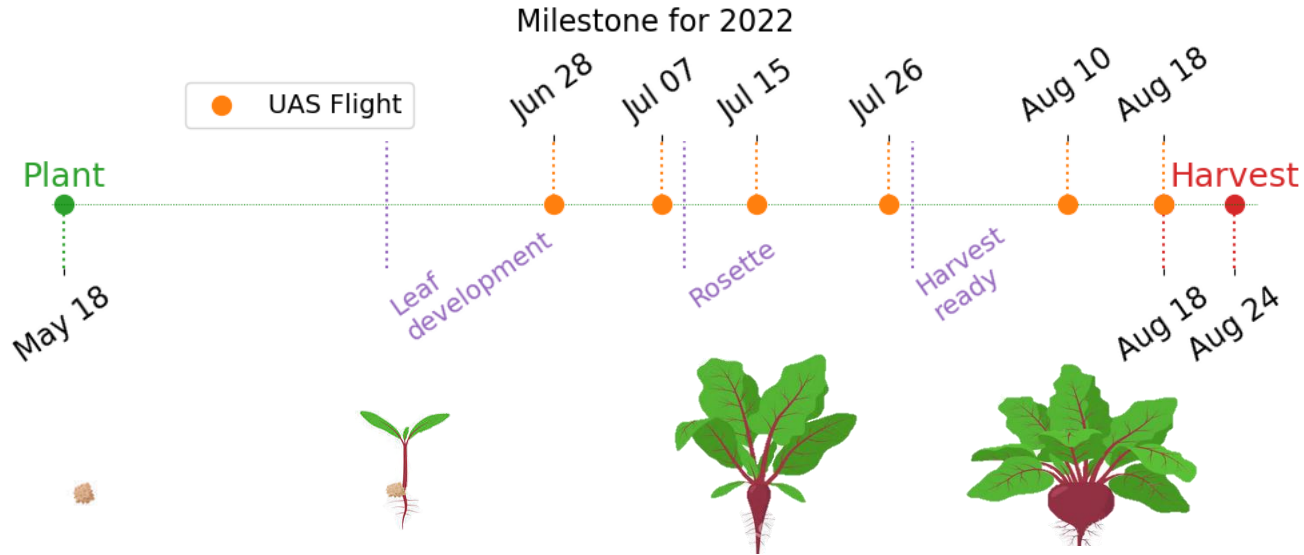 Milestone for 2022
UAS Flight
Jun 28
Jul 07
Jul 15
Jul 26
Aug 10
Aug 18
Plant
Harvest
May 18
Leaf
development
Rosette
Harvest
ready
Aug 18
Aug 24